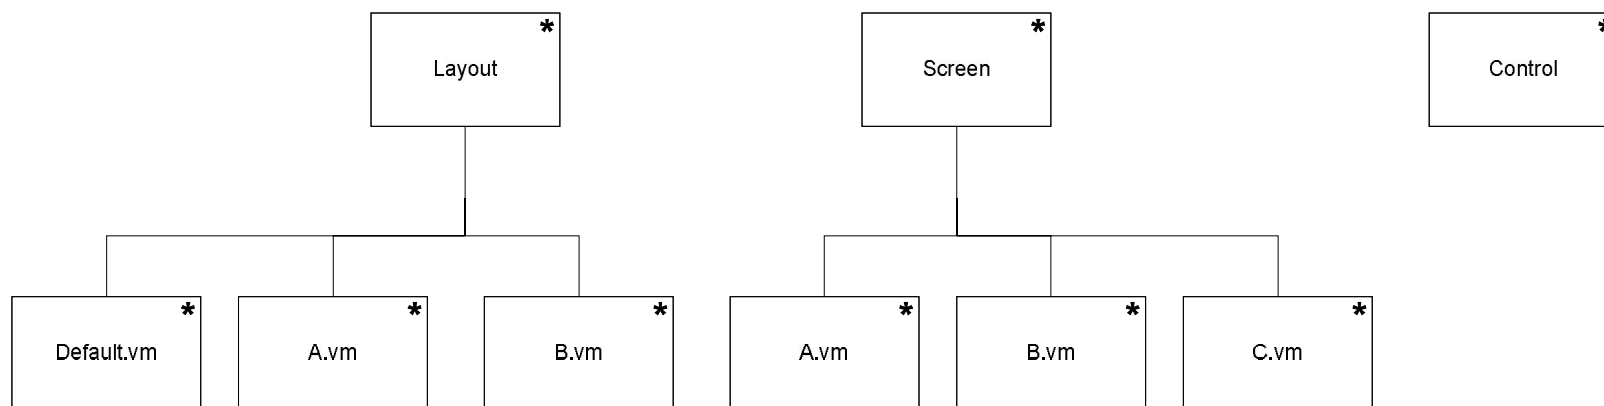 * * *
Layout Screen Control
* * * * * *
Default.vm A.vm B.vm A.vm B.vm C.vm